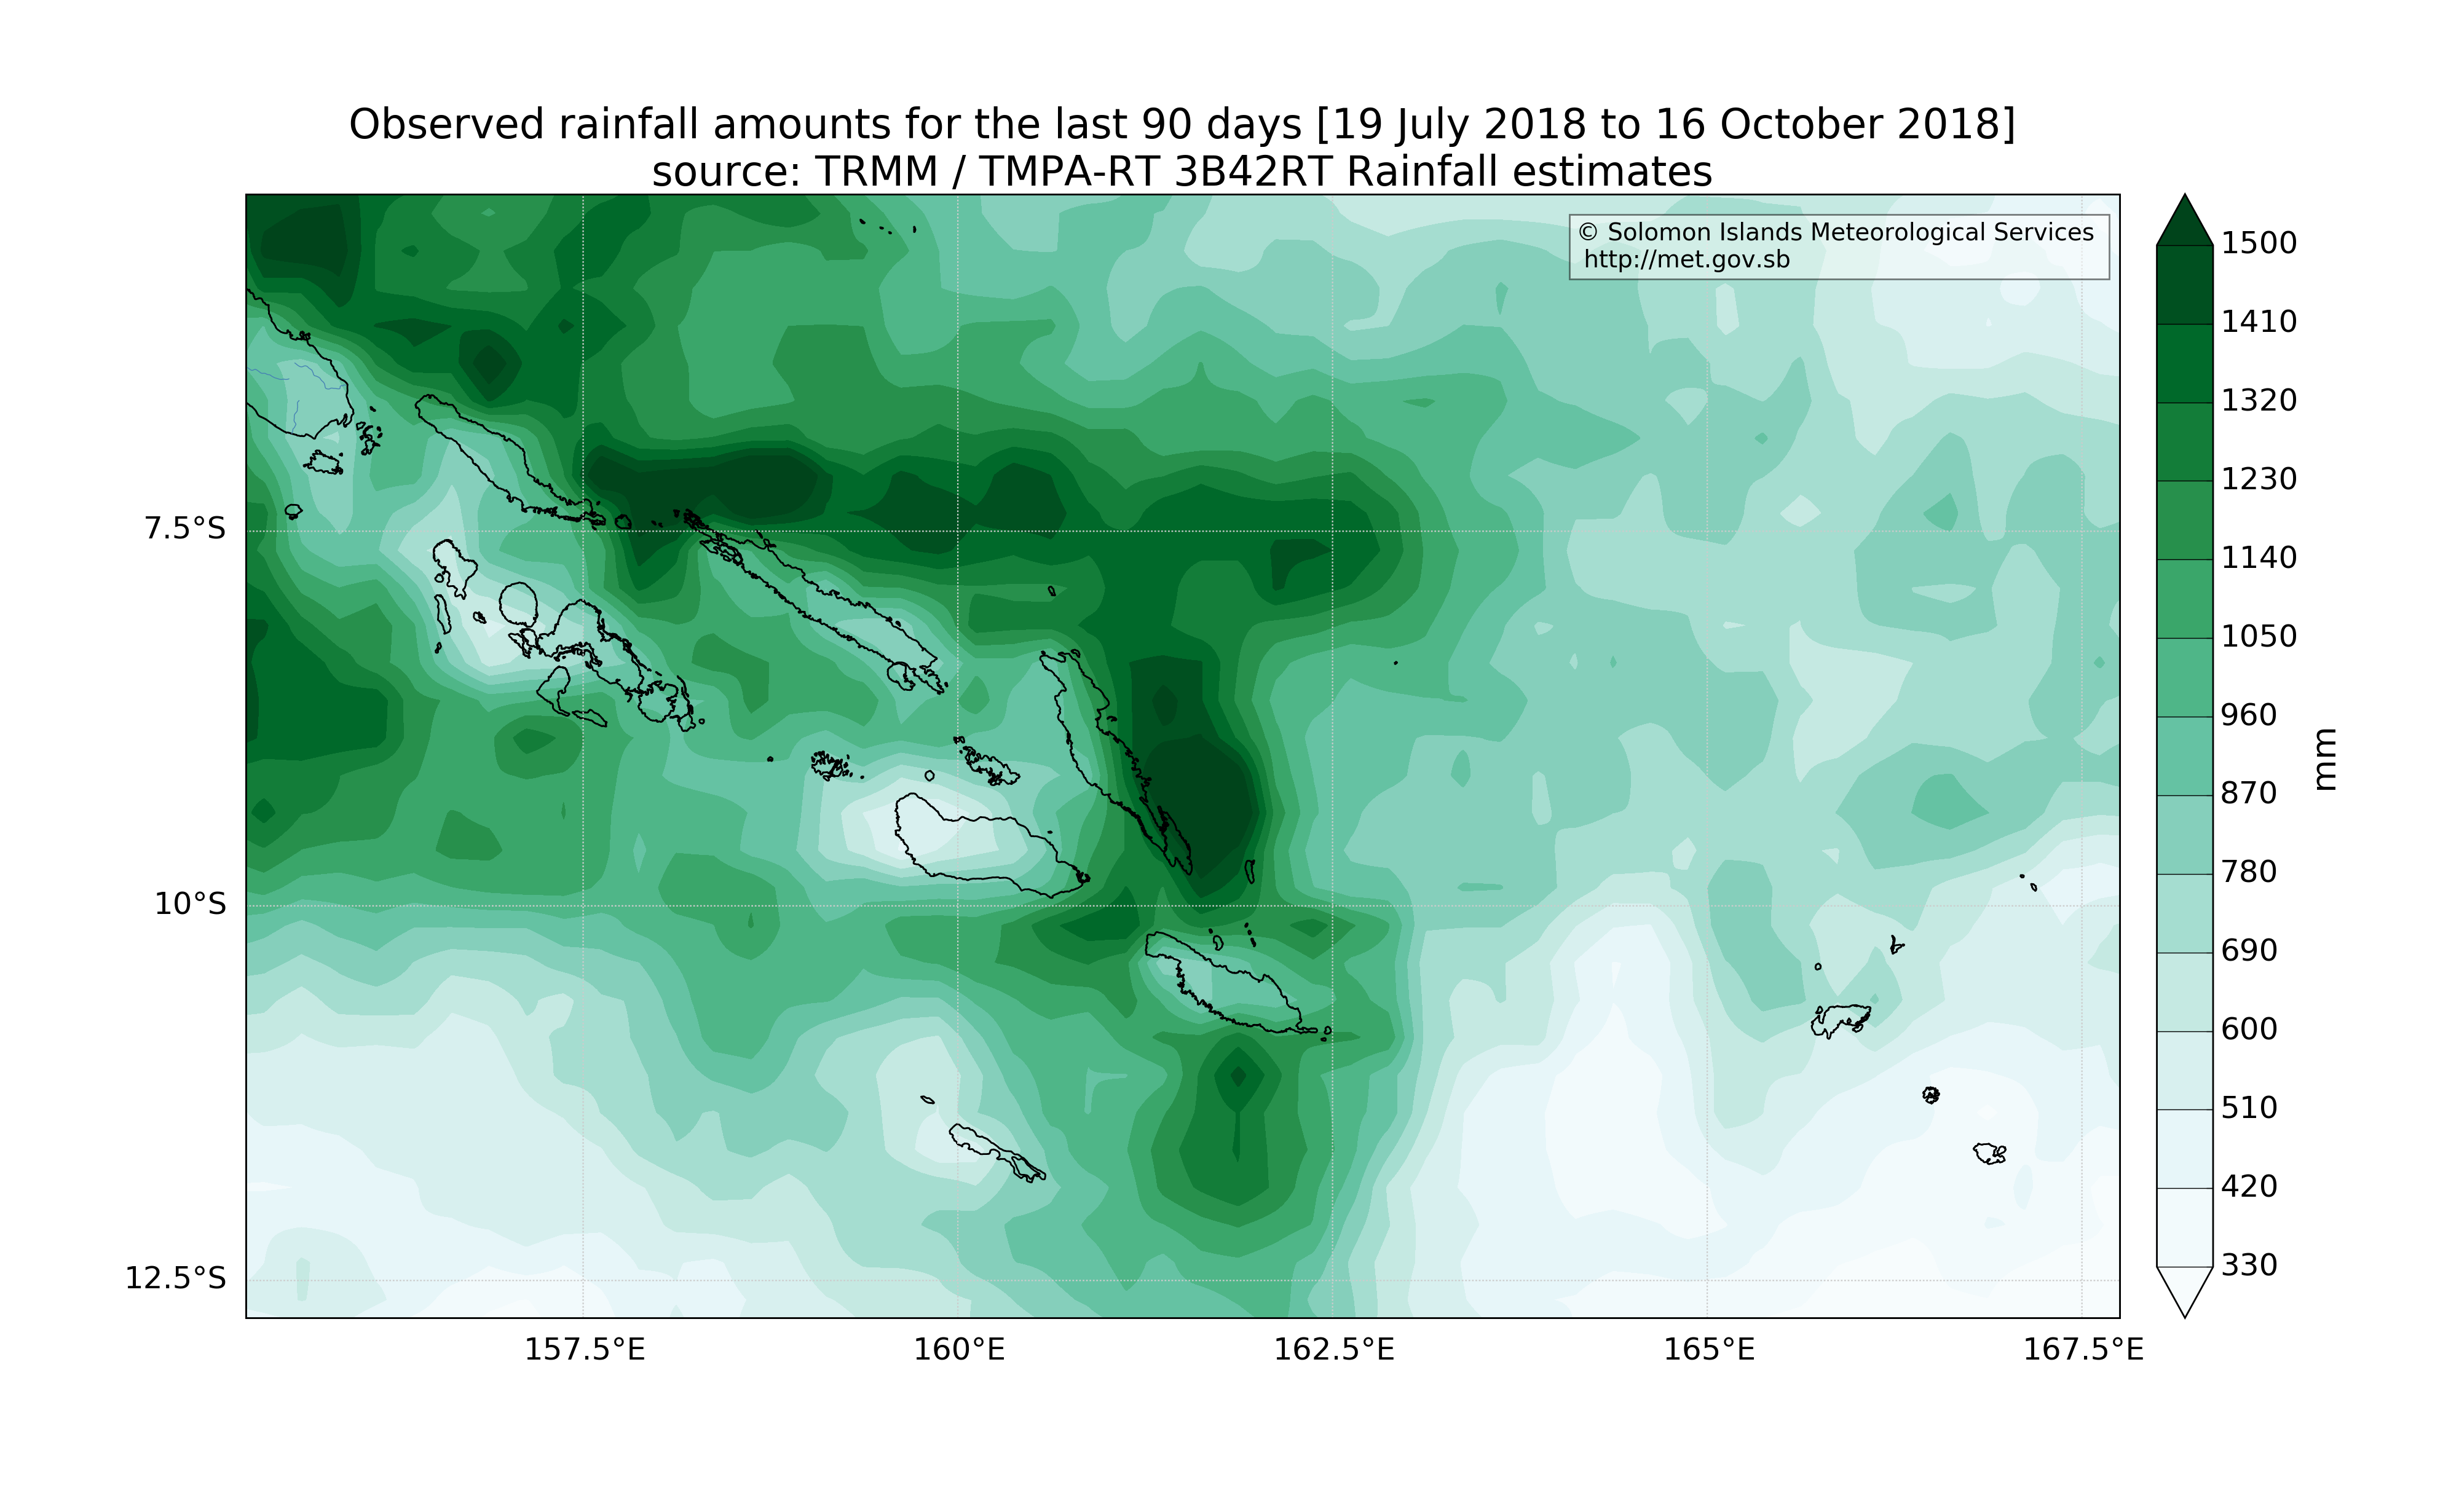 Observed rainfall amounts for the last 90 days [19 July 2018 to 16 October 2018]
source: TRMM / TMPA-RT 3B42RT Rainfall estimates
© Solomon Islands Meteorological Services
http://met.gov.sb
7.5°S
10°S
12.5°S
157.5°E
160°E
162.5°E
165°E
167.5°E
1500
1410
1320
1230
1140
1050
960
870
780
690
600
510
420
330
mm